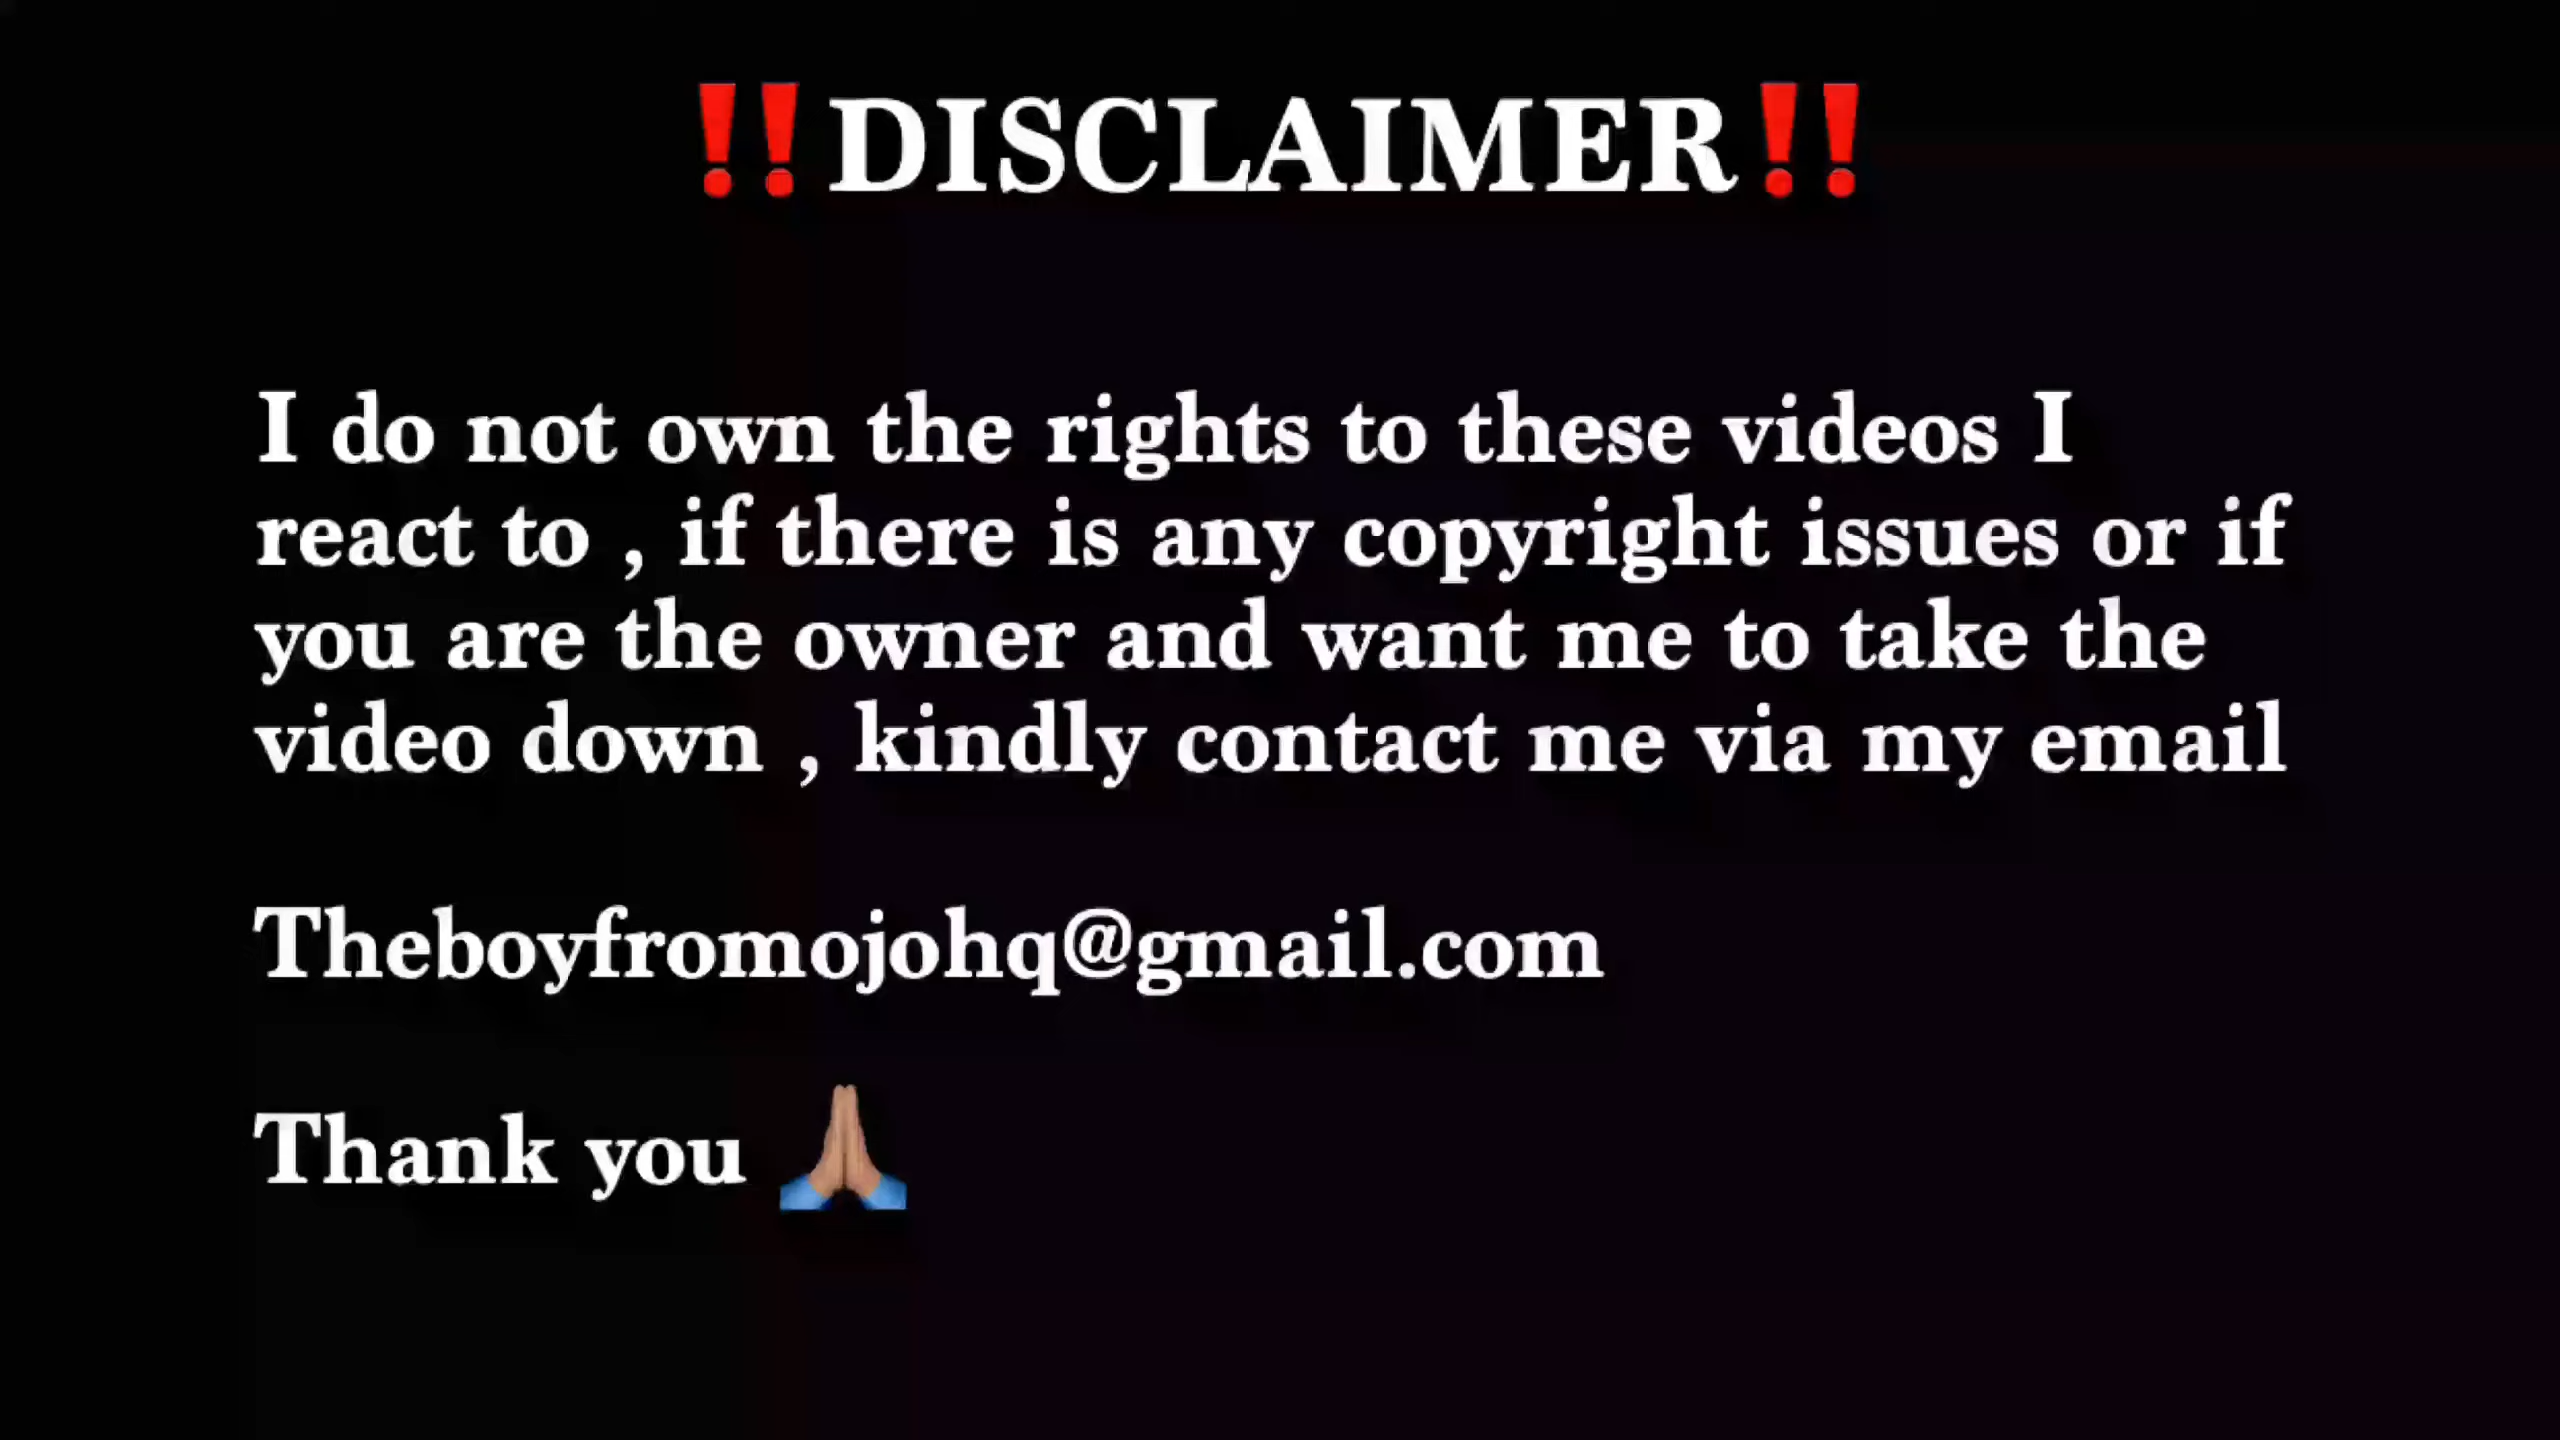 ‼️DISCLAIMER‼️
I do not own the rights to these videos I
react to , if there is any copyright issues or if
you are the owner and want me to take the
video down , kindly contact me via my email
Theboyfromojohq@gmail.com
Thank you 🙏🏽